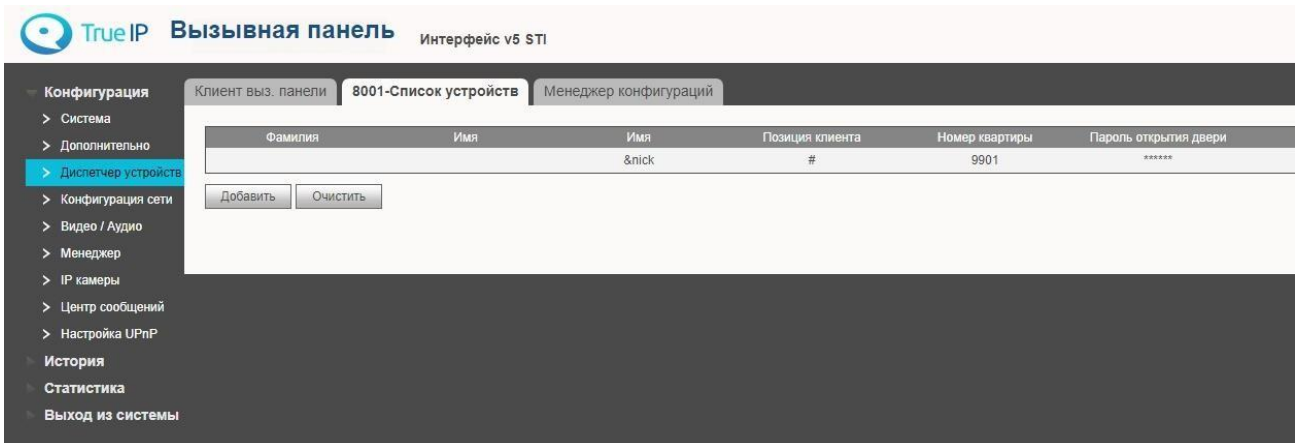 True IP Вызывная панель Интерфейс v5 STI
Конфигурация
Система
Дополнительно
Диспетчер устройств
Конфигурация сети
Видео / Аудио
Менеджер
IP камеры
Центр сообщений
Настройка UPnP
История
Статистика
Выход из системы
Клиент выз. панели 8001-Список устройств Менеджер конфигураций
Фамилия Имя Имя Позиция клиента Номер квартиры Пароль открытия двери
&nick # 9901 ******
Добавить Очистить